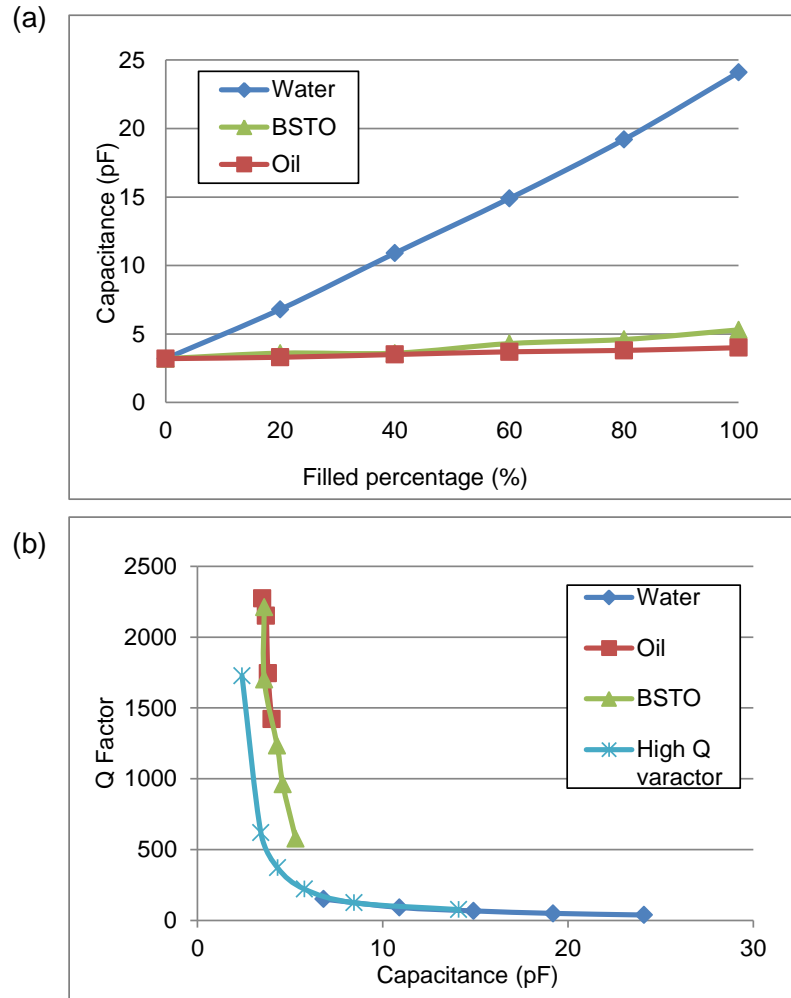 (a)
25
20
15
10
5
0
Capacitance (pF)
Water
BSTO
Oil
0 20 40 60 80 100
Filled percentage (%)
(b)
2500
2000
1500
1000
500
0
Q Factor
Water
Oil
BSTO
High Q
varactor
0 10 20 30
Capacitance (pF)